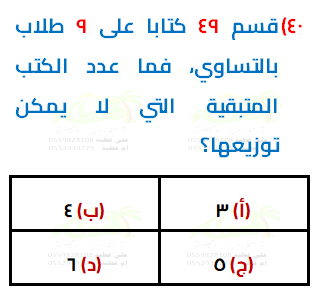 ٤٠) قسم ٤٩ كتابا على ٩ طلاب
بالتساوي، فما عدد الكتب
المتبقية التي لا يمكن
توزيعها؟
(أ) ٣ (ب) ٤
(ج) ٥ (د) ٦